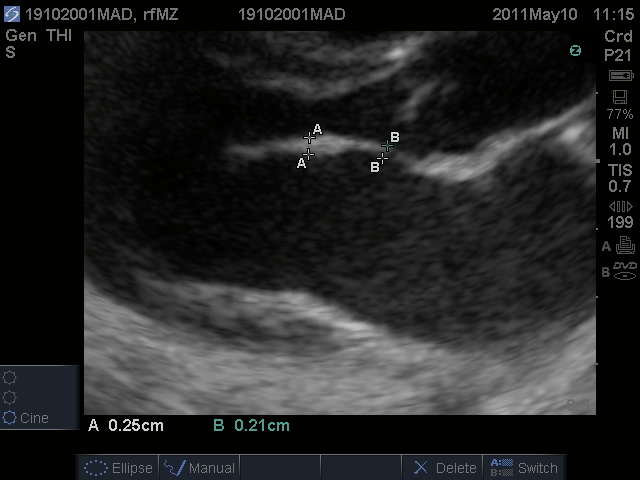 19102001MAD, rfMZ 19102001MAD 2011May10 11:15
Gen THI
S
Crd
P21
77%
MI
1.0
TIS
0.7
199
A
B DVD
Z
A
A
B
B
Cine
A 0.25cm B 0.21cm
Ellipse Manual Delete A: B: Switch